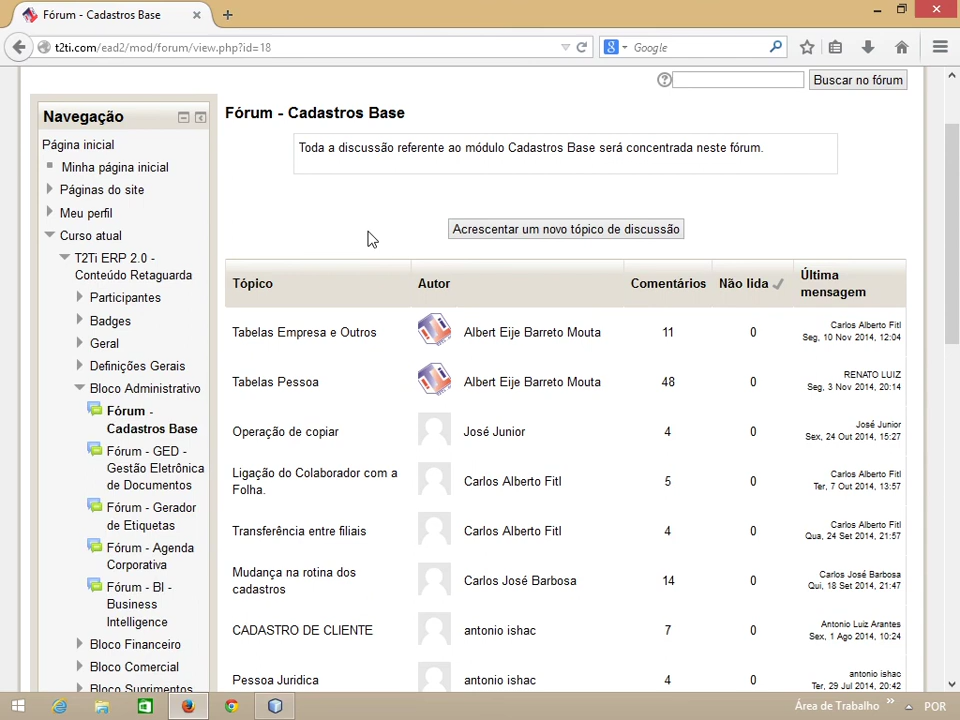 Fórum - Cadastros Base
t2ti.com/ead2/mod/forum/view.php?id=18
Google
Buscar no fórum
Navegação
Página inicial
Minha página inicial
Páginas do site
Meu perfil
Curso atual
T2Ti ERP 2.0 -
Conteúdo Retaguarda
Participantes
Badges
Geral
Definições Gerais
Bloco Administrativo
Fórum -
Cadastros Base
Fórum - GED -
Gestão Eletrônica
de Documentos
Fórum - Gerador
de Etiquetas
Fórum - Agenda
Corporativa
Fórum - BI -
Business
Intelligence
Bloco Financeiro
Bloco Comercial
Bloco Suprimentos
Fórum - Cadastros Base
Toda a discussão referente ao módulo Cadastros Base será concentrada neste fórum.
Acrescentar um novo tópico de discussão
Tópico Autor Comentários Não lida Última
mensagem
Tabelas Empresa e Outros Albert Eije Barreto Mouta 11 0 Carlos Alberto Fitl
Seg, 10 Nov 2014, 12:04
Tabelas Pessoa Albert Eije Barreto Mouta 48 0 RENATO LUIZ
Seg, 3 Nov 2014, 20:14
Operação de copiar José Junior 4 0 José Junior
Sex, 24 Out 2014, 15:27
Ligação do Colaborador com a
Folha. Carlos Alberto Fitl 5 0 Carlos Alberto Fitl
Ter, 7 Out 2014, 13:57
Transferência entre filiais Carlos Alberto Fitl 4 0 Carlos Alberto Fitl
Qua, 24 Set 2014, 21:57
Mudança na rotina dos
cadastros Carlos José Barbosa 14 0 Carlos José Barbosa
Qui, 18 Set 2014, 21:47
CADASTRO DE CLIENTE antonio ishac 7 0 Antonio Luiz Arantes
Sex, 1 Ago 2014, 10:24
Pessoa Juridica antonio ishac 4 0 antonio ishac
Ter, 29 Jul 2014, 20:42
Área de Trabalho » POR